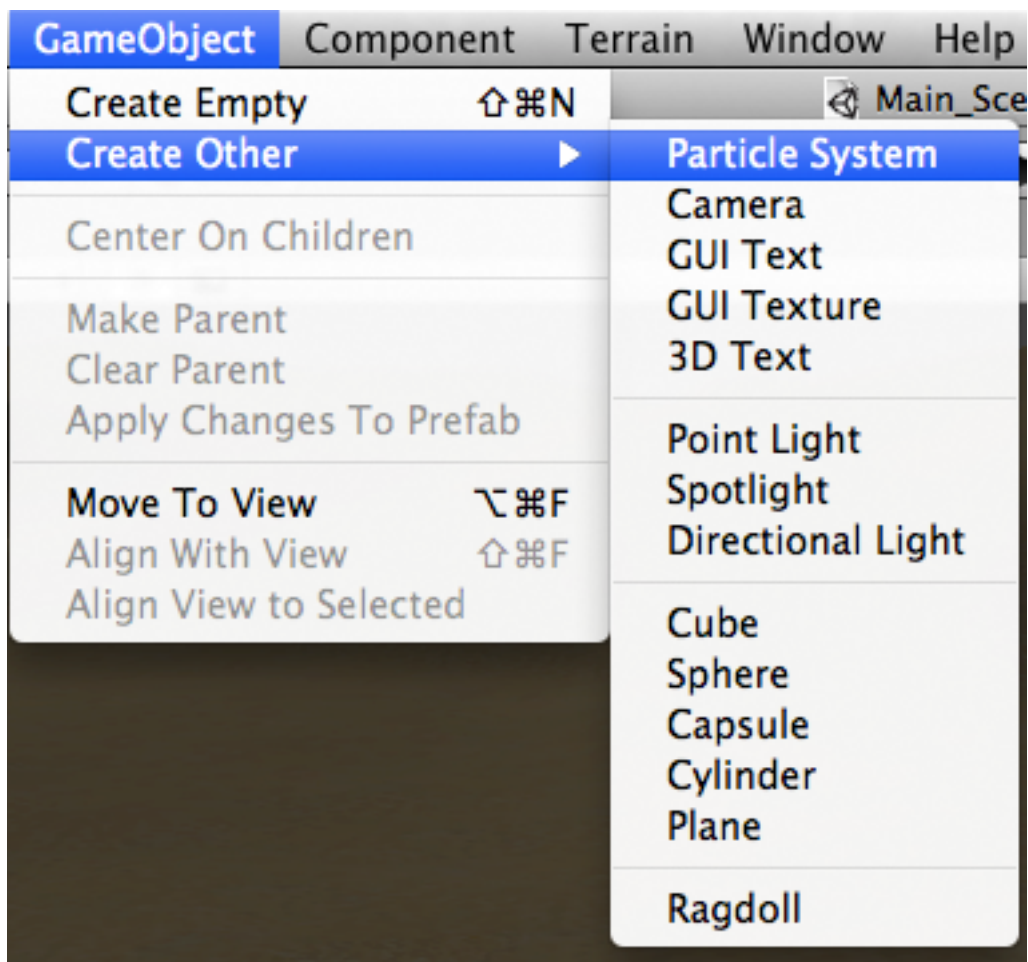 GameObject Component Terrain Window Help
Main_Sce
Create Empty ⇧⌘N
Create Other ▶
Center On Children
Make Parent
Clear Parent
Apply Changes To Prefab
Move To View ⌥⌘F
Align With View ⇧⌘F
Align View to Selected
Particle System
Camera
GUI Text
GUI Texture
3D Text
Point Light
Spotlight
Directional Light
Cube
Sphere
Capsule
Cylinder
Plane
Ragdoll